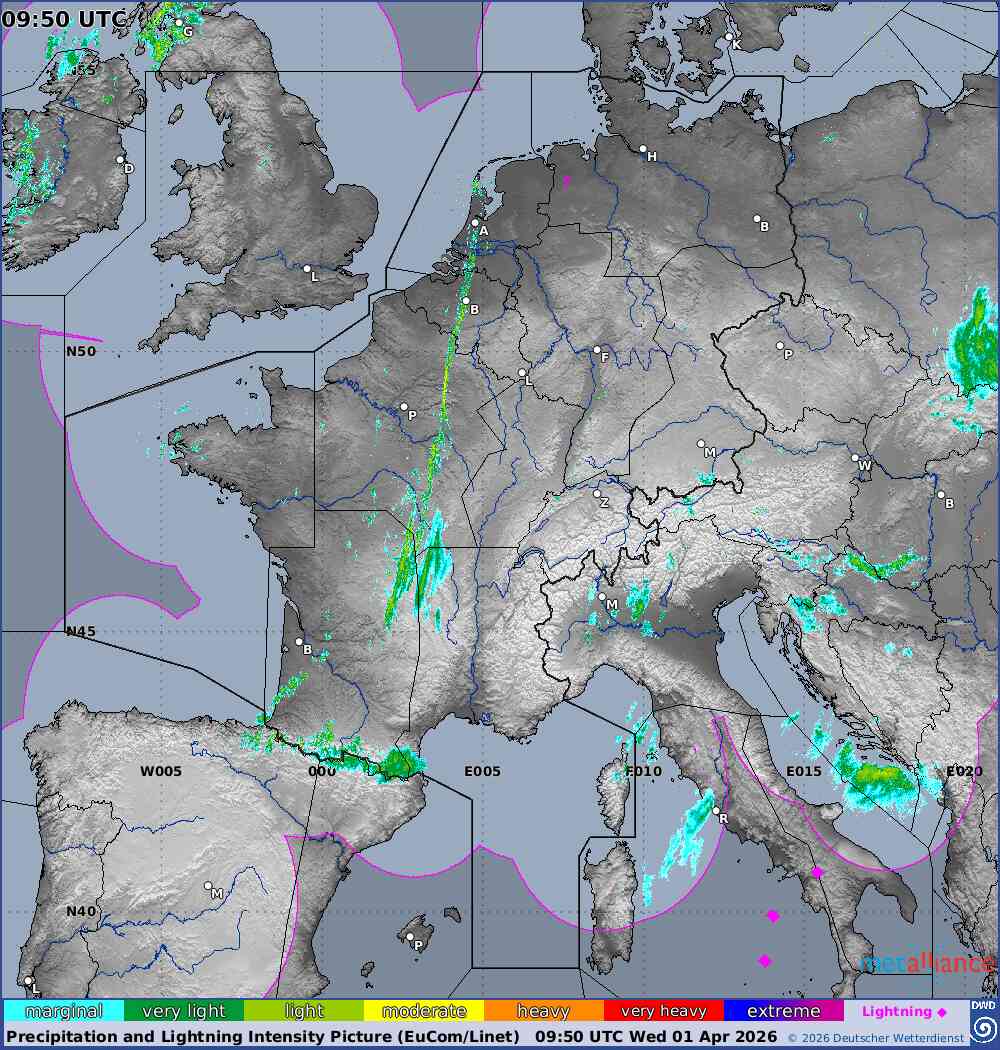 09:50 UTC
G
K
N55
D
H
A
B
L
B
N50
F
P
L
P
M
W
Z
B
M
N45
B
W005
000
E005
E010
E015
E020
R
M
N40
P
L
metalliance
marginal very light light moderate heavy very heavy extreme Lightning ◆
DWD
Precipitation and Lightning Intensity Picture (EuCom/Linet) 09:50 UTC Wed 01 Apr 2026 © 2026 Deutscher Wetterdienst